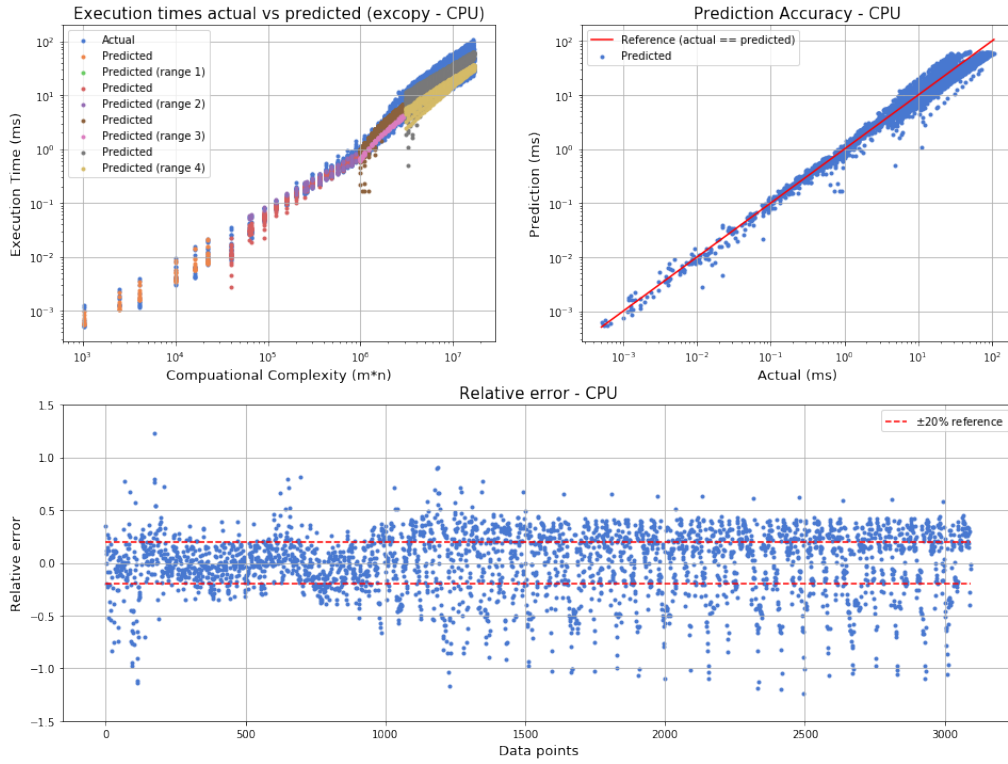 Execution times actual vs predicted (excopy - CPU)
Execution Time (ms)
10²
10¹
10⁰
10⁻¹
10⁻²
10⁻³
Actual
Predicted
Predicted (range 1)
Predicted
Predicted (range 2)
Predicted
Predicted (range 3)
Predicted
Predicted (range 4)
10³
10⁴
10⁵
10⁶
10⁷
Compuational Complexity (m*n)
Prediction Accuracy - CPU
Prediction (ms)
10²
10¹
10⁰
10⁻¹
10⁻²
10⁻³
Reference (actual == predicted)
Predicted
10⁻³
10⁻²
10⁻¹
10⁰
10¹
10²
Actual (ms)
Relative error - CPU
Relative error
1.5
1.0
0.5
0.0
−0.5
−1.0
−1.5
±20% reference
0
500
1000
1500
2000
2500
3000
Data points